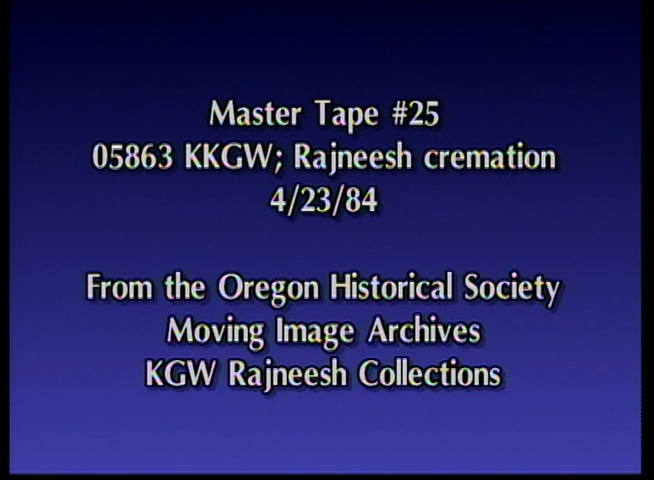 Master Tape #25
05863 KKGW; Rajneesh cremation
4/23/84
From the Oregon Historical Society
Moving Image Archives
KGW Rajneesh Collections